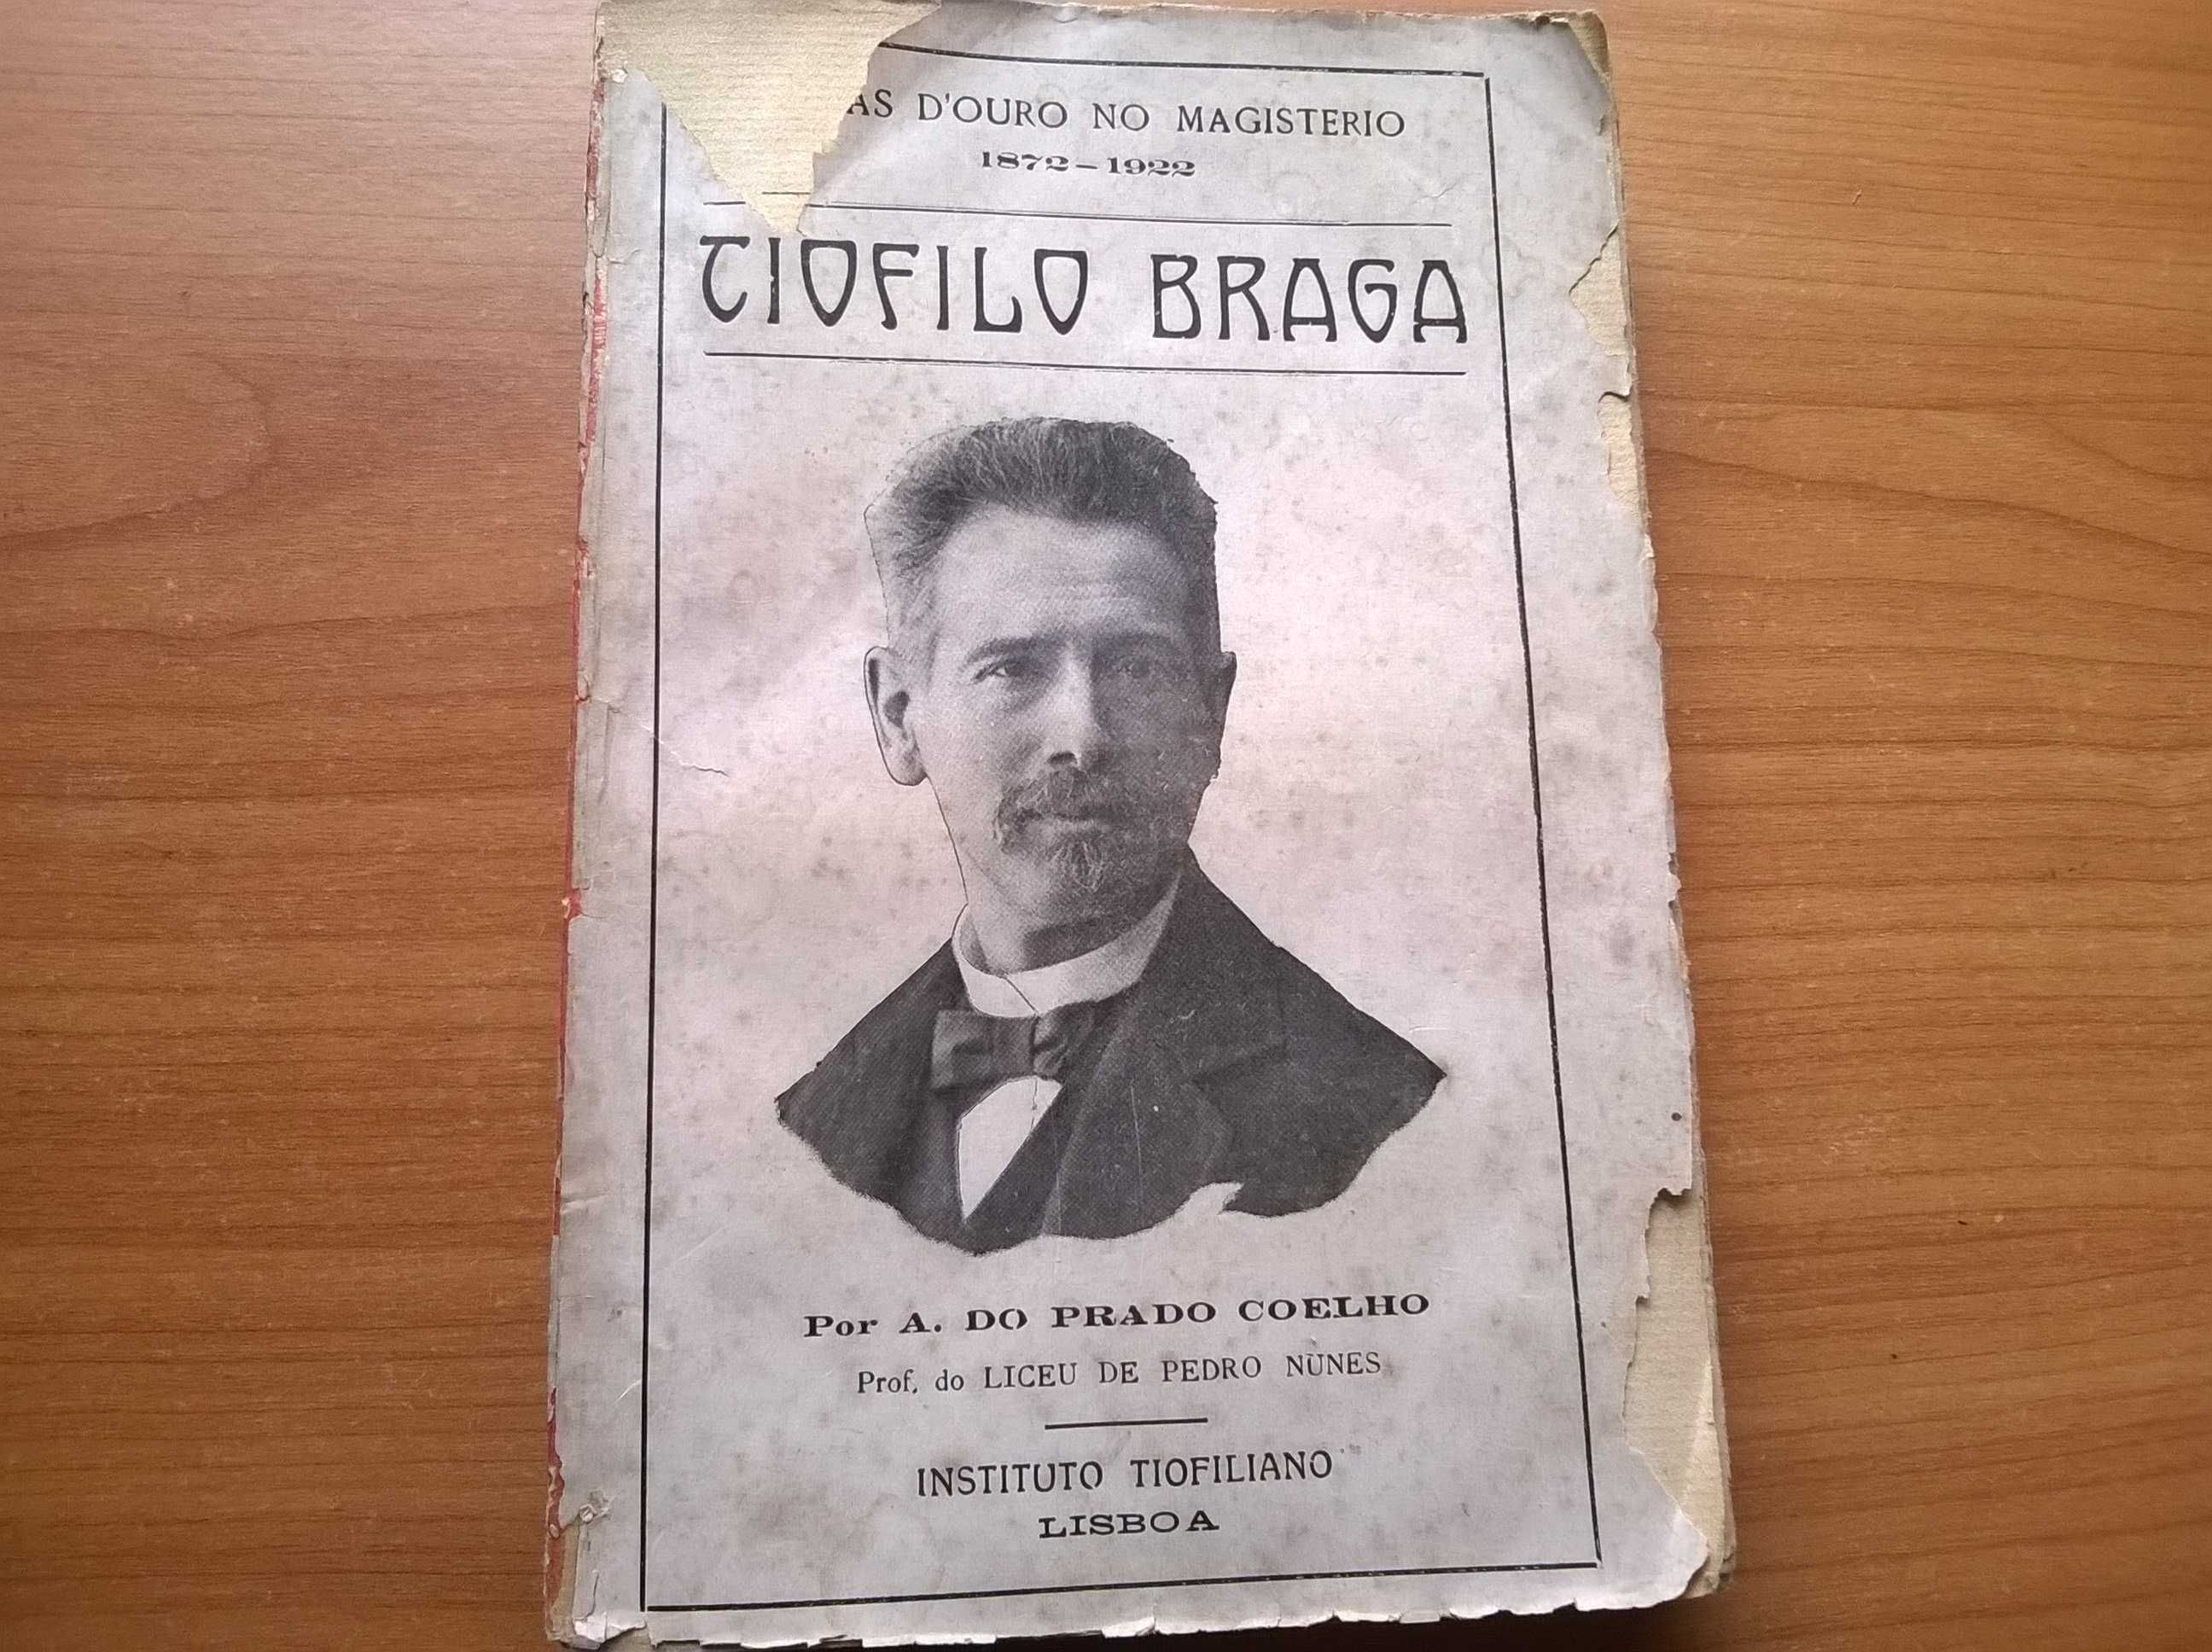 AS D'OURO NO MAGISTERIO
1872-1922
TIOFILO BRAGA
Por A. DO PRADO COELHO
Prof. do LICEU DE PEDRO NUNES
INSTITUTO TIOFILIANO
LISBOA